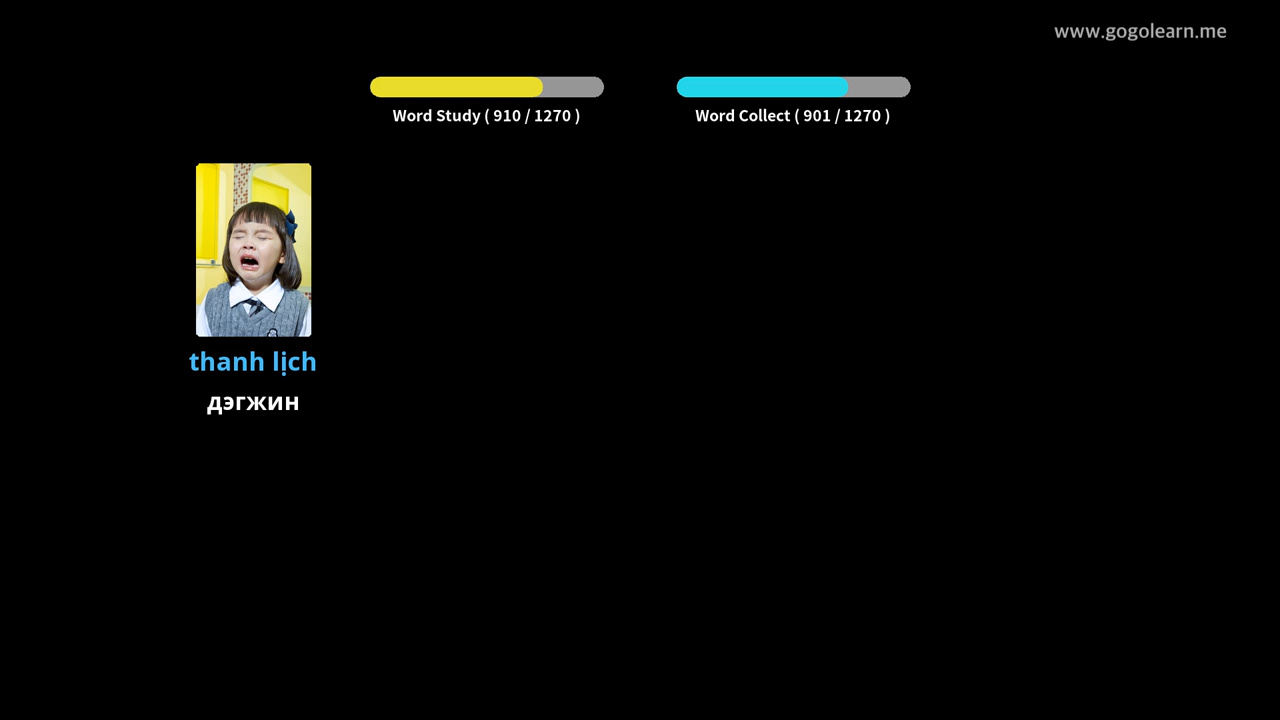 www.gogolearn.me
Word Study ( 910 / 1270 )
Word Collect ( 901 / 1270 )
thanh lịch
дэгжин